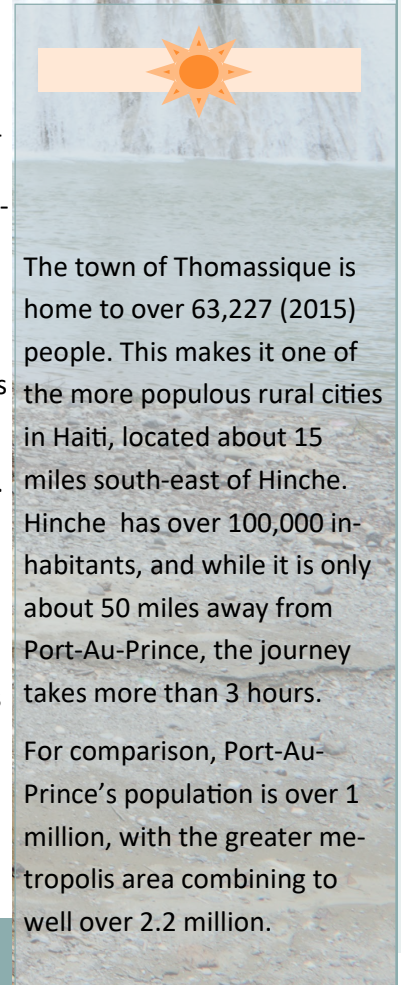 The town of Thomassique is
home to over 63,227 (2015)
people. This makes it one of
the more populous rural cities
in Haiti, located about 15
miles south-east of Hinche.
Hinche  has over 100,000 in-
habitants, and while it is only
about 50 miles away from
Port-Au-Prince, the journey
takes more than 3 hours.
For comparison, Port-Au-
Prince’s population is over 1
million, with the greater me-
tropolis area combining to
well over 2.2 million.